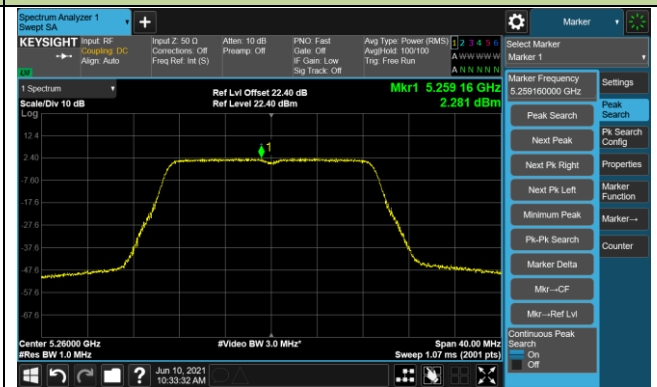 Spectrum Analyzer 1
Swept SA
Marker
KEYSIGHT
Input: RF
Coupling: DC
Align: Auto
Input Z: 50 Ω
Corrections: Off
Freq Ref: Int (S)
Atten: 10 dB
Preamp: Off
PNO: Fast
Gate: Off
IF Gain: Low
Sig Track: Off
Avg Type: Power (RMS)
Avg|Hold: 100/100
Trig: Free Run
1 2 3 4 5 6
A W W W W W
A N N N N N
LXI
Select Marker
Marker 1
1 Spectrum
Scale/Div 10 dB
Log
Ref Lvl Offset 22.40 dB
Ref Level 22.40 dBm
Mkr1 5.259 16 GHz
2.281 dBm
1
12.4
2.40
-7.60
-17.6
-27.6
-37.6
-47.6
-57.6
-67.6
Center 5.26000 GHz
#Res BW 1.0 MHz
#Video BW 3.0 MHz*
Span 40.00 MHz
Sweep 1.07 ms (2001 pts)
Marker Frequency
5.259160000 GHz
Peak Search
Next Peak
Next Pk Right
Next Pk Left
Minimum Peak
Pk-Pk Search
Marker Delta
Mkr→CF
Mkr→Ref Lvl
Continuous Peak
Search
On
Off
Settings
Peak
Search
Pk Search
Config
Properties
Marker
Function
Marker→
Counter
?
Jun 10, 2021
10:33:32 AM